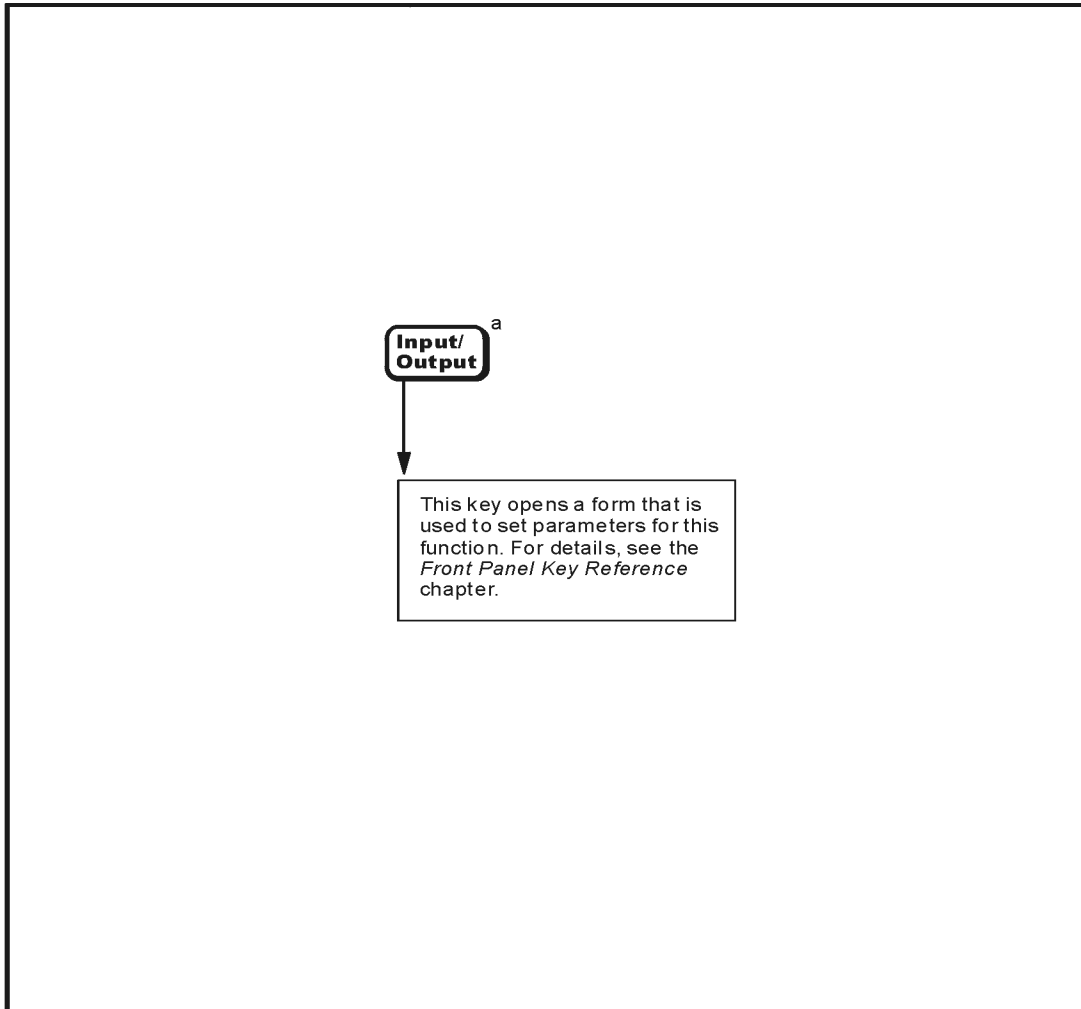 a
Input/
Output
This key opens a form that is
used to set parameters for this
function. For details, see the
Front Panel Key Reference
chapter.